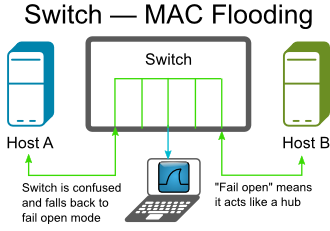 Switch — MAC Flooding
Switch
Host A
Host B
Switch is confused
and falls back to
fail open mode
"Fail open" means
it acts like a hub